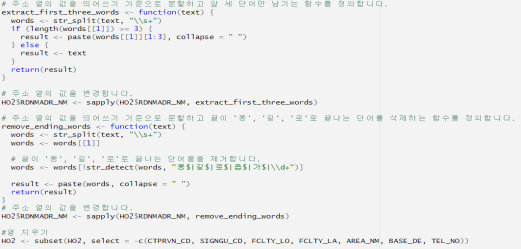 # 주소 열의 값을 띄어쓰기 기준으로 분할하고 앞 세 단어만 남기는 함수를 정의합니다.
extract_first_three_words <- function(text) {
words <- str_split(text, "\\s+")
if (length(words[[1]]) >= 3) {
result <- paste(words[[1]][1:3], collapse = " ")
} else {
result <- text
}
return(result)
}
# 주소 열의 값을 변경합니다.
HO2$RDNMADR_NM <- sapply(HO2$RDNMADR_NM, extract_first_three_words)
# 주소 열의 값을 띄어쓰기 기준으로 분할하고 끝이 '동', '길', '로'로 끝나는 단어를 삭제하는 함수를 정의합니다.
remove_ending_words <- function(text) {
words <- str_split(text, "\\s+")
words <- words[[1]]
# 끝이 '동', '길', '로'로 끝나는 단어들을 제거합니다.
words <- words[!str_detect(words, "동$|길$|로$|읍$|가$|\\d+")]
result <- paste(words, collapse = " ")
return(result)
}
# 주소 열의 값을 변경합니다.
HO2$RDNMADR_NM <- sapply(HO2$RDNMADR_NM, remove_ending_words)
#열 지우기
HO2 <- subset(HO2, select = -c(CTPRVN_CD, SIGNGU_CD, FCLTY_LO, FCLTY_LA, AREA_NM, BASE_DE, TEL_NO))